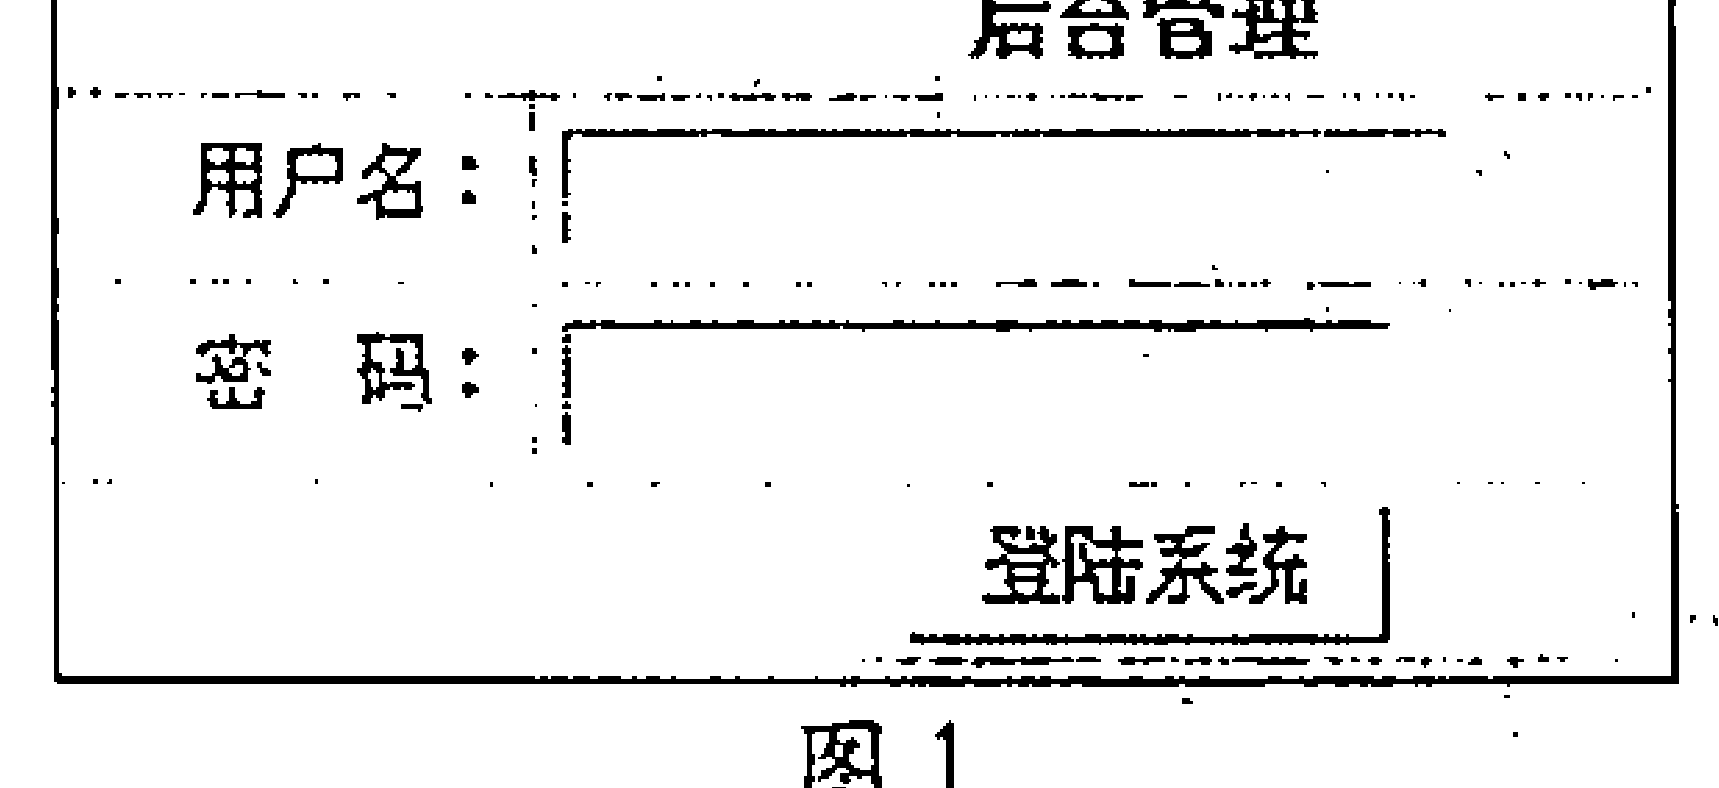 后台管理
用户名：
密 码：
登陆系统
图 1